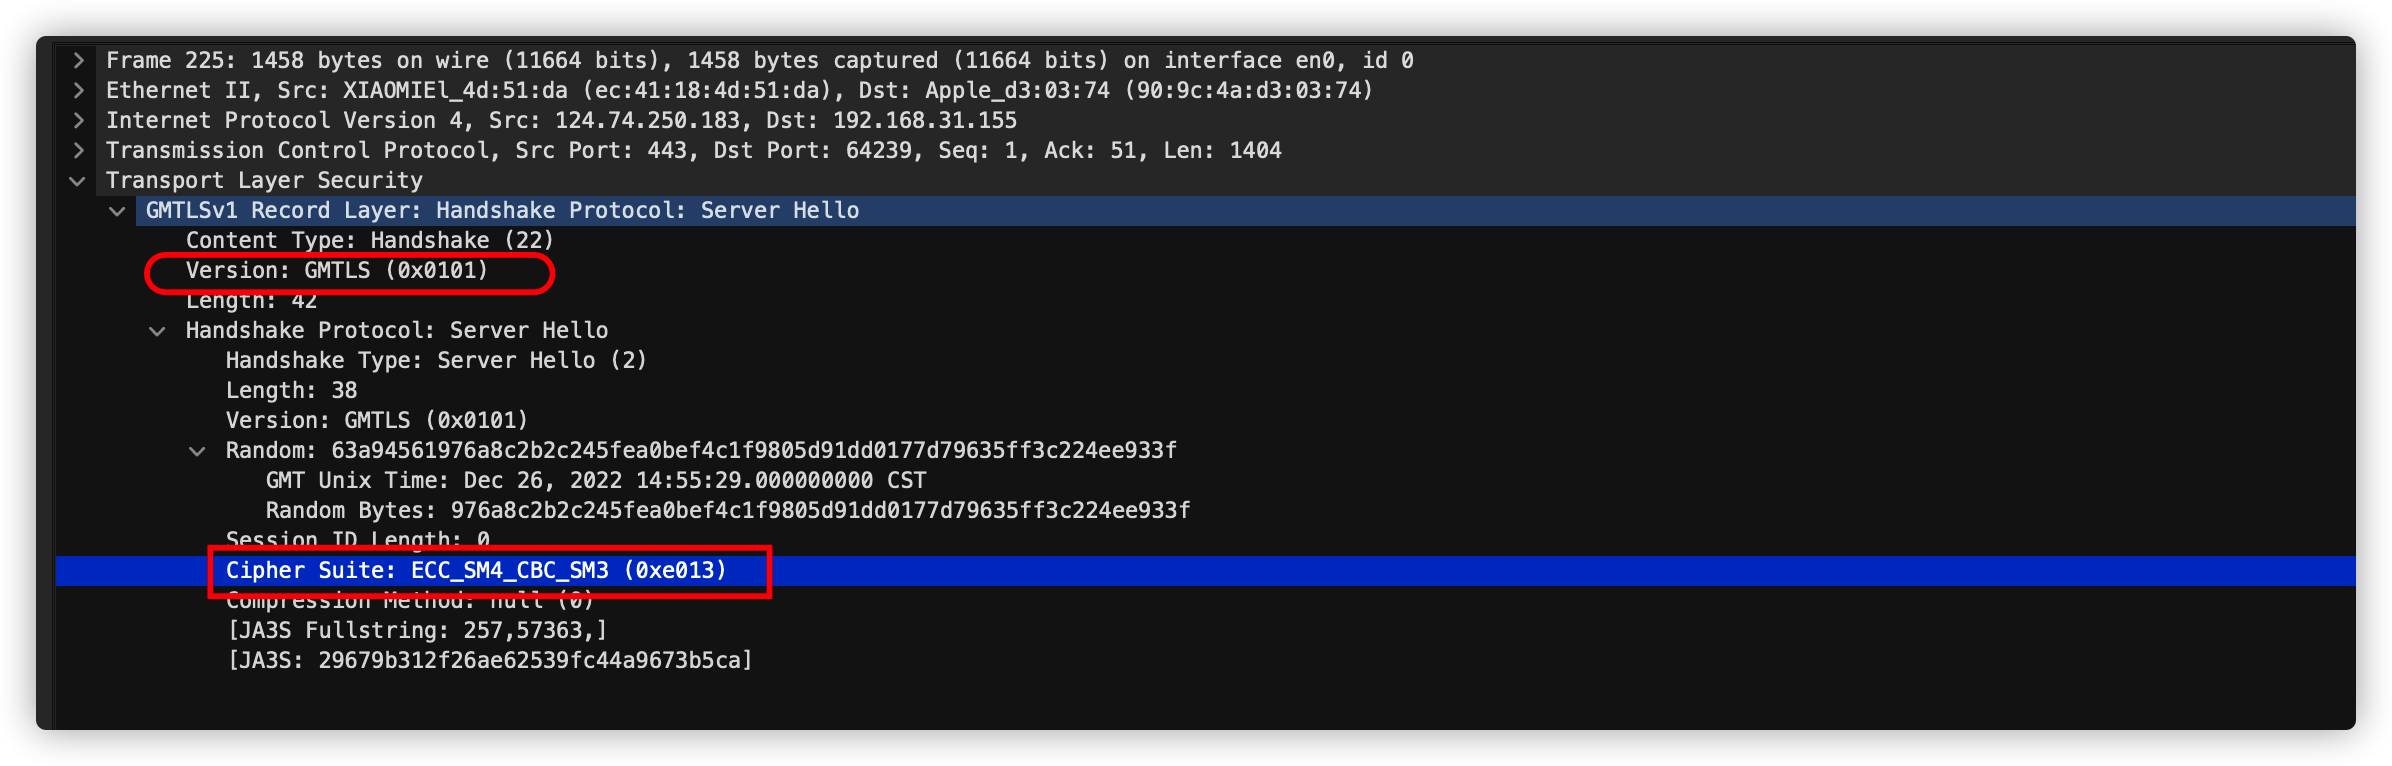 Frame 225: 1458 bytes on wire (11664 bits), 1458 bytes captured (11664 bits) on interface en0, id 0
Ethernet II, Src: XIAOMIEl_4d:51:da (ec:41:18:4d:51:da), Dst: Apple_d3:03:74 (90:9c:4a:d3:03:74)
Internet Protocol Version 4, Src: 124.74.250.183, Dst: 192.168.31.155
Transmission Control Protocol, Src Port: 443, Dst Port: 64239, Seq: 1, Ack: 51, Len: 1404
Transport Layer Security
GMTLSv1 Record Layer: Handshake Protocol: Server Hello
Content Type: Handshake (22)
Version: GMTLS (0x0101)
Length: 42
Handshake Protocol: Server Hello
Handshake Type: Server Hello (2)
Length: 38
Version: GMTLS (0x0101)
Random: 63a94561976a8c2b2c245fea0bef4c1f9805d91dd0177d79635ff3c224ee933f
GMT Unix Time: Dec 26, 2022 14:55:29.000000000 CST
Random Bytes: 976a8c2b2c245fea0bef4c1f9805d91dd0177d79635ff3c224ee933f
Session ID Length: 0
Cipher Suite: ECC_SM4_CBC_SM3 (0xe013)
Compression Method: null (0)
[JA3S Fullstring: 257,57363,]
[JA3S: 29679b312f26ae62539fc44a9673b5ca]